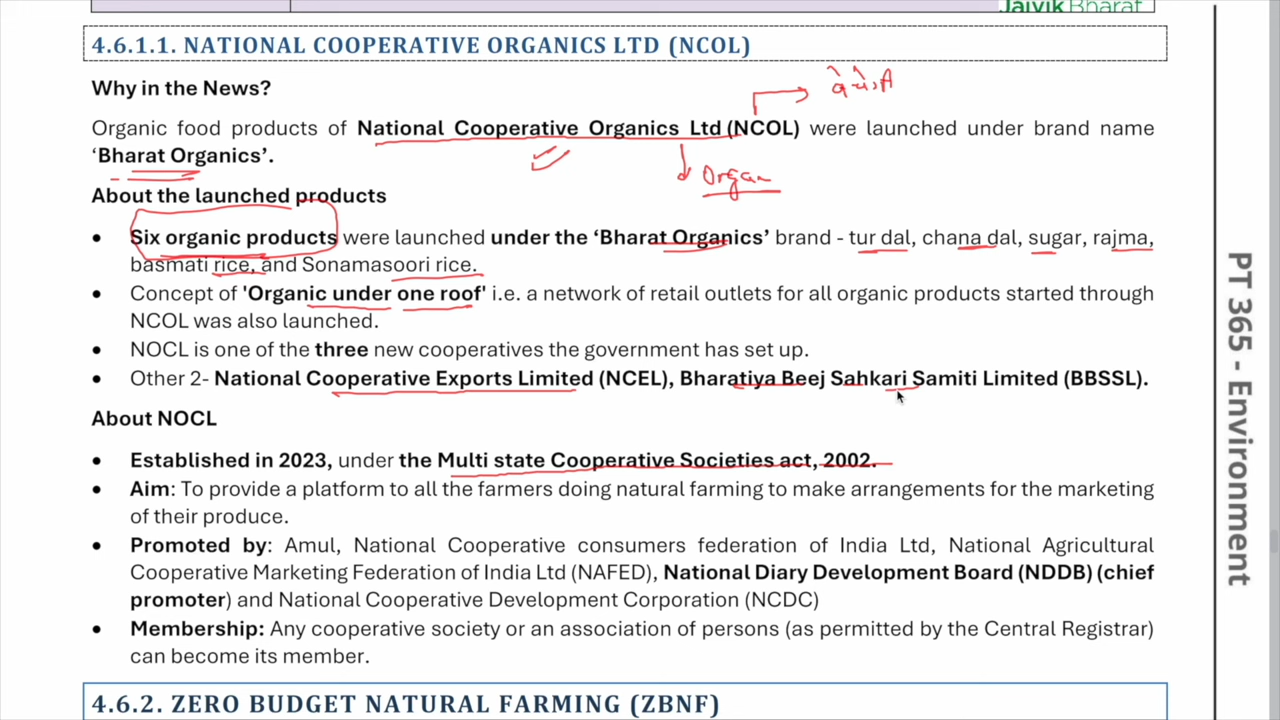 Jaivik Bharat
4.6.1.1. NATIONAL COOPERATIVE ORGANICS LTD (NCOL)
Why in the News?
Organic food products of National Cooperative Organics Ltd (NCOL) were launched under brand name
‘Bharat Organics’.
Organ
About the launched products
• Six organic products were launched under the ‘Bharat Organics’ brand - tur dal, chana dal, sugar, rajma,
basmati rice, and Sonamasoori rice.
• Concept of 'Organic under one roof' i.e. a network of retail outlets for all organic products started through
NCOL was also launched.
• NOCL is one of the three new cooperatives the government has set up.
• Other 2- National Cooperative Exports Limited (NCEL), Bharatiya Beej Sahkari Samiti Limited (BBSSL).
About NOCL
• Established in 2023, under the Multi state Cooperative Societies act, 2002.
• Aim: To provide a platform to all the farmers doing natural farming to make arrangements for the marketing
of their produce.
• Promoted by: Amul, National Cooperative consumers federation of India Ltd, National Agricultural
Cooperative Marketing Federation of India Ltd (NAFED), National Diary Development Board (NDDB) (chief
promoter) and National Cooperative Development Corporation (NCDC)
• Membership: Any cooperative society or an association of persons (as permitted by the Central Registrar)
can become its member.
4.6.2. ZERO BUDGET NATURAL FARMING (ZBNF)
PT 365 - Environment